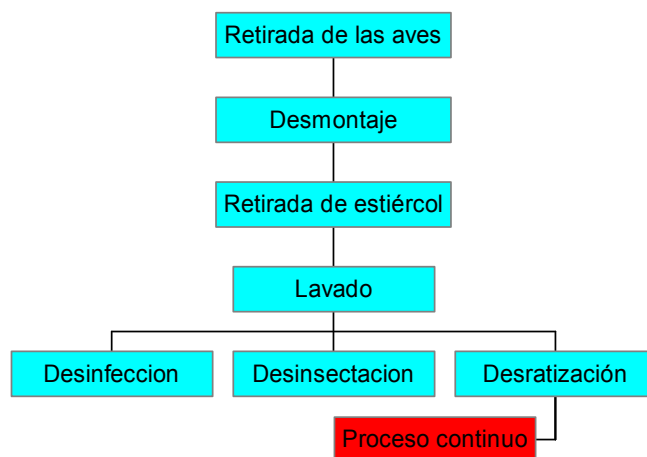 Retirada de las aves
Desmontaje
Retirada de estiércol
Lavado
Desinfeccion
Desinsectacion
Desratización
Proceso continuo